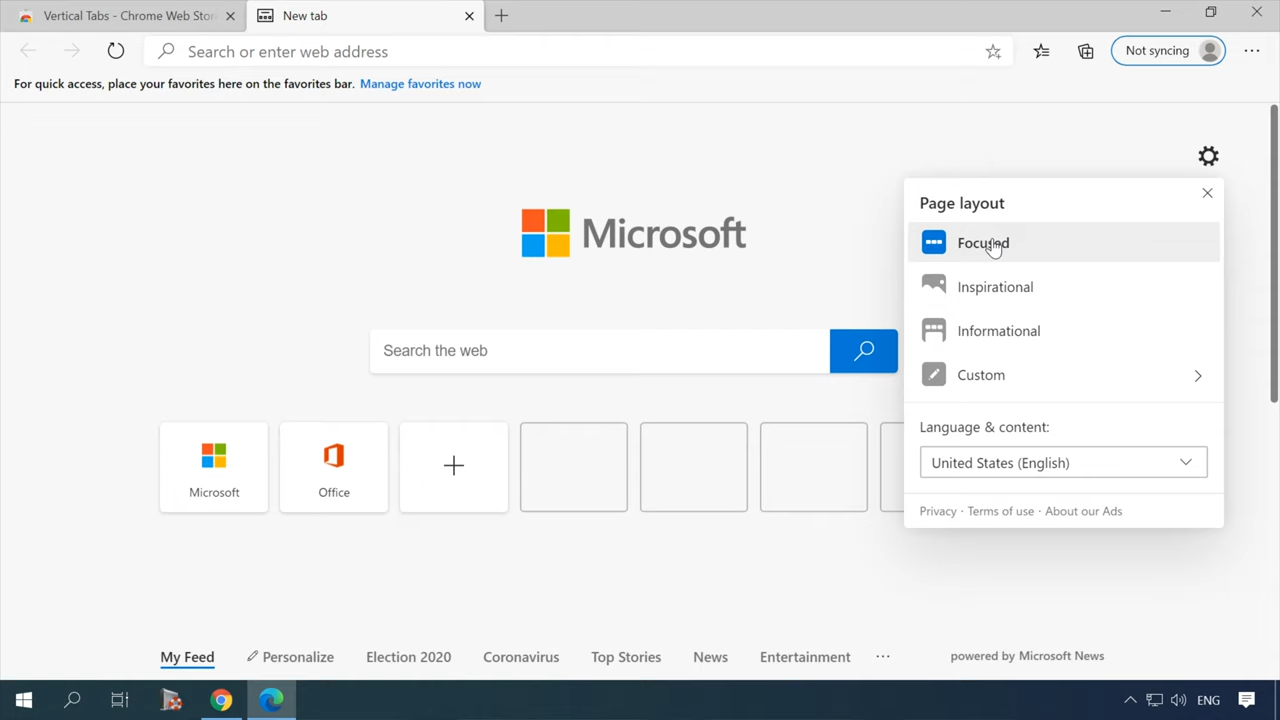 Vertical Tabs - Chrome Web Stor
New tab
Search or enter web address
Not syncing
For quick access, place your favorites here on the favorites bar. Manage favorites now
Microsoft
Page layout
Focused
Inspirational
Informational
Custom
Language & content:
United States (English)
Privacy · Terms of use · About our Ads
Search the web
Microsoft
Office
My Feed
Personalize
Election 2020
Coronavirus
Top Stories
News
Entertainment
...
powered by Microsoft News
ENG